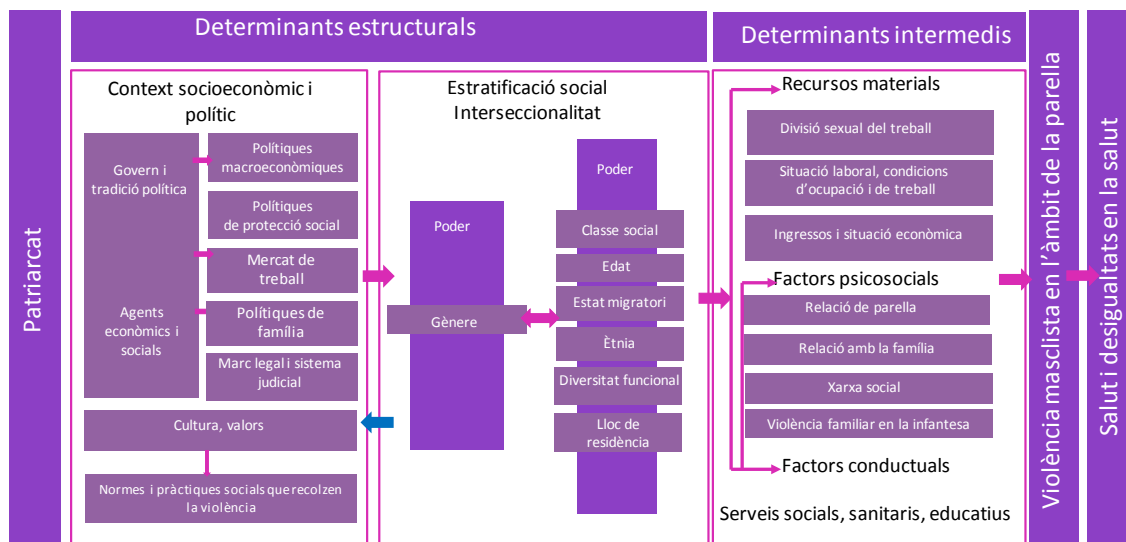 Patriarcat
Determinants estructurals
Context socioeconòmic i
polític
Govern i
tradició política
Agents
econòmics i
socials
Polítiques
macroeconòmiques
Polítiques
de protecció social
Mercat de
treball
Polítiques de
família
Marc legal i sistema
judicial
Cultura, valors
Normes i pràctiques socials que recolzen
la violència
Estratificació social
Interseccionalitat
Poder
Gènere
Poder
Classe social
Edat
Estat migratori
Ètnia
Diversitat funcional
Lloc de
residència
Determinants intermedis
Recursos materials
Divisió sexual del treball
Situació laboral, condicions
d'ocupació i de treball
Ingressos i situació econòmica
Factors psicosocials
Relació de parella
Relació amb la família
Xarxa social
Violència familiar en la infantesa
Factors conductuals
Serveis socials, sanitaris, educatius
Violència masclista en l'àmbit de la parella
Salut i desigualtats en la salut